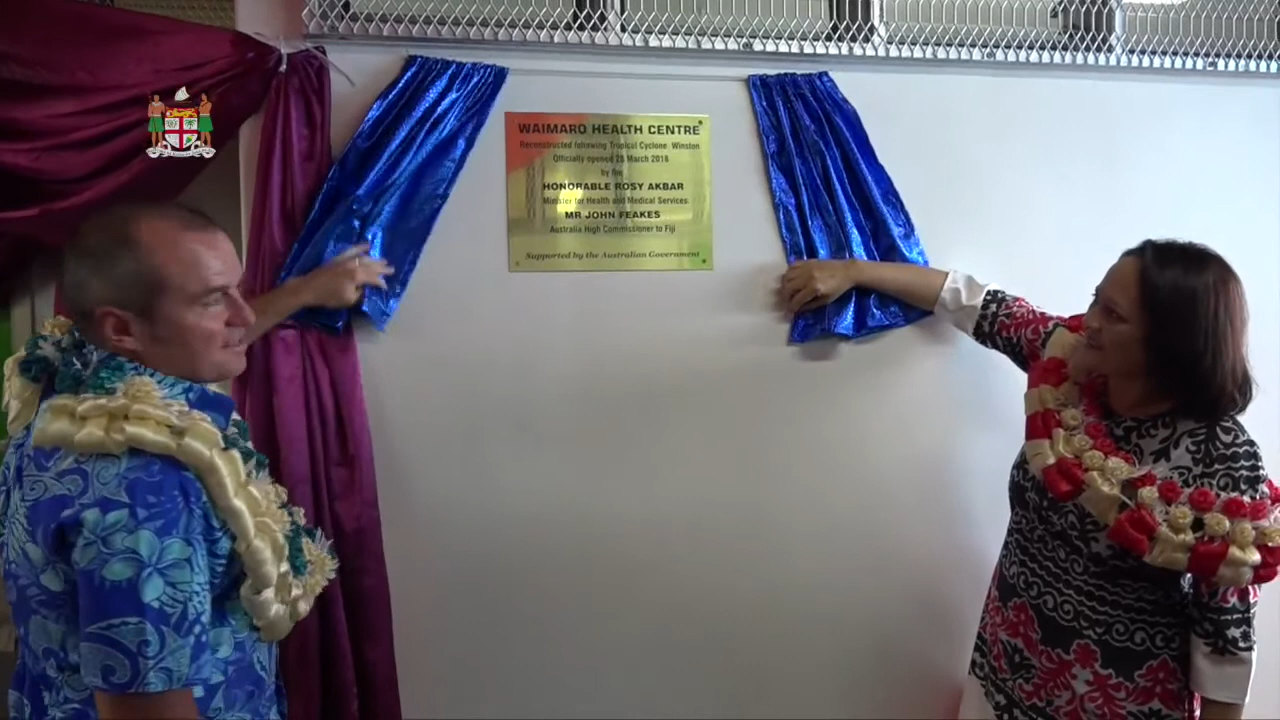 WAIMARO HEALTH CENTRE
Reconstructed following Tropical Cyclone Winston
Officially opened 28 March 2018
by the
HONORABLE ROSY AKBAR
Minister for Health and Medical Services
MR JOHN FEAKES
Australia High Commissioner to Fiji
Supported by the Australian Government